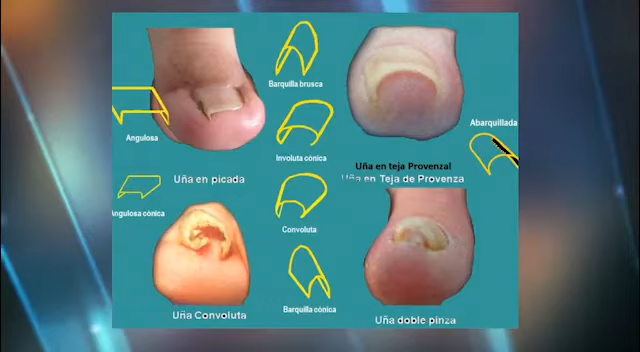 Barquilla brusca
Abarquillada
Angulosa
Involuta cónica
Uña en picada
Uña en teja Provenzal
Uña en Teja de Provenza
Angulosa cónica
Convoluta
Barquilla cónica
Uña Convoluta
Uña doble pinza